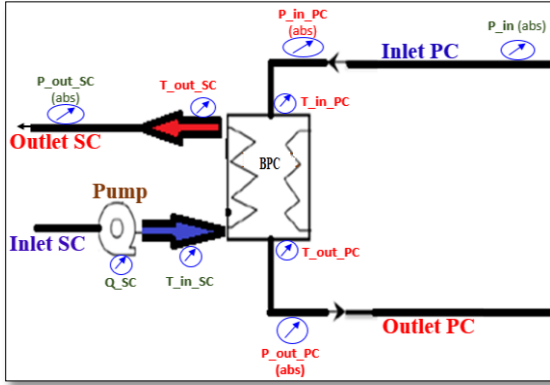 P_in_PC
(abs)
P_in (abs)
Inlet PC
T_out_SC
P_out_SC
(abs)
T_in_PC
Outlet SC
BPC
Pump
Inlet SC
T_out_PC
Q_SC
T_in_SC
Outlet PC
P_out_PC
(abs)